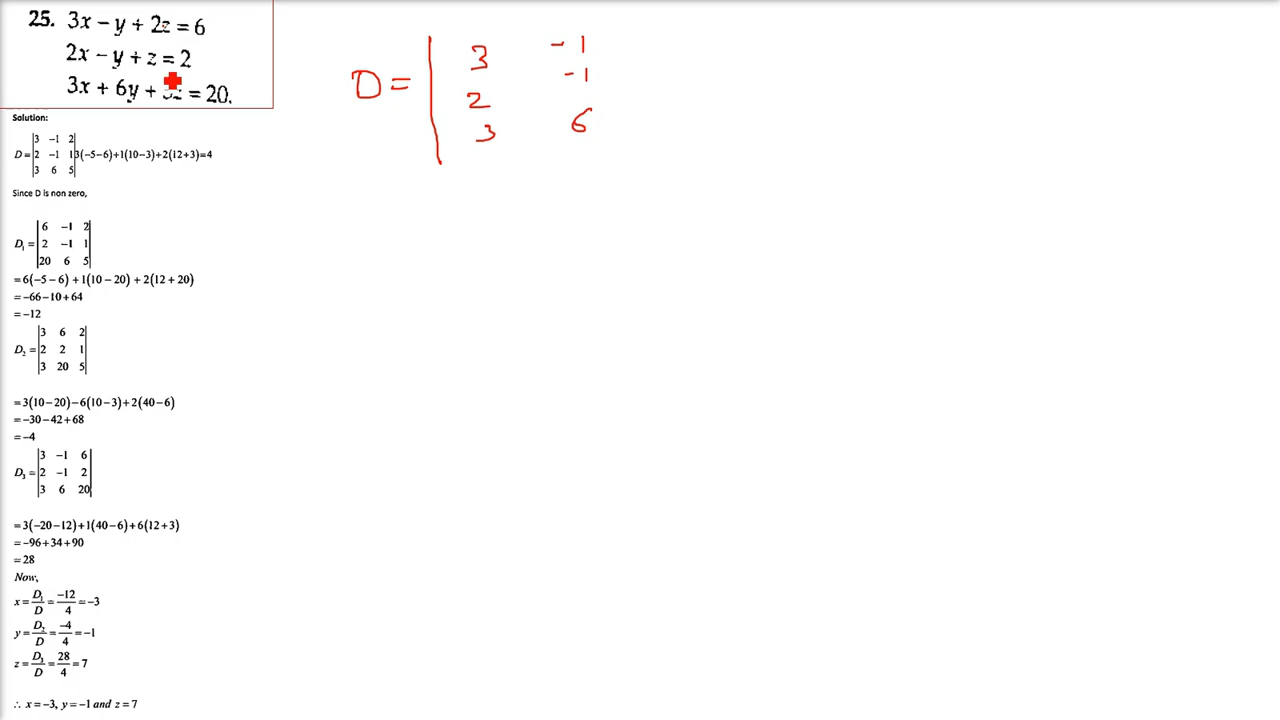 25. 3x − y + 2z = 6
2x − y + z = 2
3x + 6y + 5z = 20.
Solution:
D = |3 −1 2|
|2 −1 1| 3(−5−6)+1(10−3)+2(12+3)=4
|3 6 5|
Since D is non zero,
D₁ = |6 −1 2|
|2 −1 1|
|20 6 5|
= 6(−5 − 6) + 1(10 − 20) + 2(12 + 20)
= −66 − 10 + 64
= −12
D₂ = |3 6 2|
|2 2 1|
|3 20 5|
= 3(10−20)−6(10−3)+2(40−6)
= −30 − 42 + 68
= −4
D₃ = |3 −1 6|
|2 −1 2|
|3 6 20|
= 3(−20−12)+1(40−6)+6(12+3)
= −96+34+90
= 28
Now,
x = D₁/D = −12/4 = −3
y = D₂/D = −4/4 = −1
z = D₃/D = 28/4 = 7
∴ x = −3, y = −1 and z = 7
D = | 3 −1
2 −1
3 6